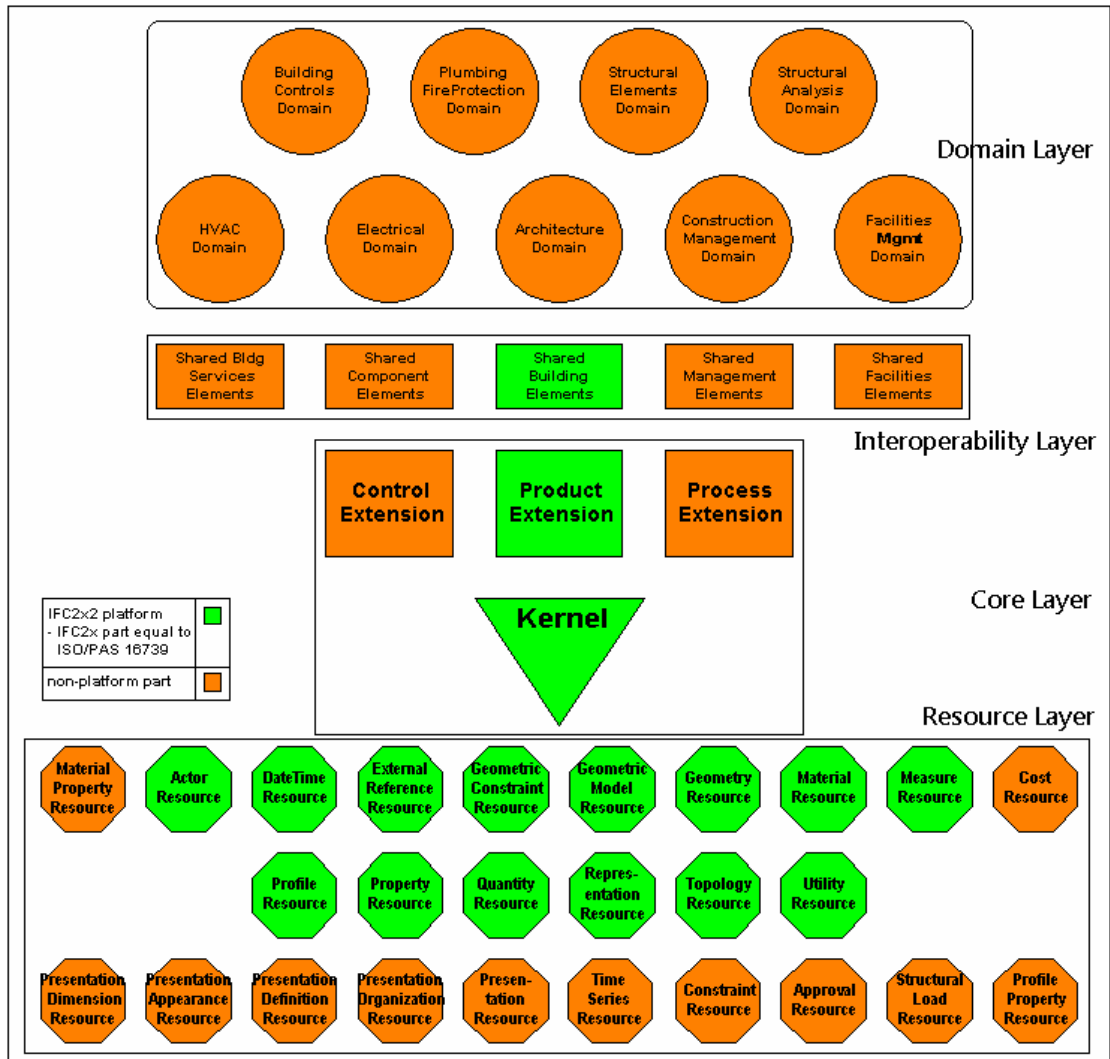 Building
Controls
Domain
Plumbing
FireProtection
Domain
Structural
Elements
Domain
Structural
Analysis
Domain
Domain Layer
HVAC
Domain
Electrical
Domain
Architecture
Domain
Construction
Management
Domain
Facilities
Mgmt
Domain
Shared Bldg
Services
Elements
Shared
Component
Elements
Shared
Building
Elements
Shared
Management
Elements
Shared
Facilities
Elements
Interoperability Layer
Control
Extension
Product
Extension
Process
Extension
Kernel
Core Layer
IFC2x2 platform
- IFC2x part equal to
ISO/PAS 16739
non-platform part
Resource Layer
Material
Property
Resource
Actor
Resource
DateTime
Resource
External
Reference
Resource
Geometric
Constraint
Resource
Geometric
Model
Resource
Geometry
Resource
Material
Resource
Measure
Resource
Cost
Resource
Profile
Resource
Property
Resource
Quantity
Resource
Repres-
entation
Resource
Topology
Resource
Utility
Resource
Presentation
Dimension
Resource
Presentation
Appearance
Resource
Presentation
Definition
Resource
Presentation
Organization
Resource
Presen-
tation
Resource
Time
Series
Resource
Constraint
Resource
Approval
Resource
Structural
Load
Resource
Profile
Property
Resource